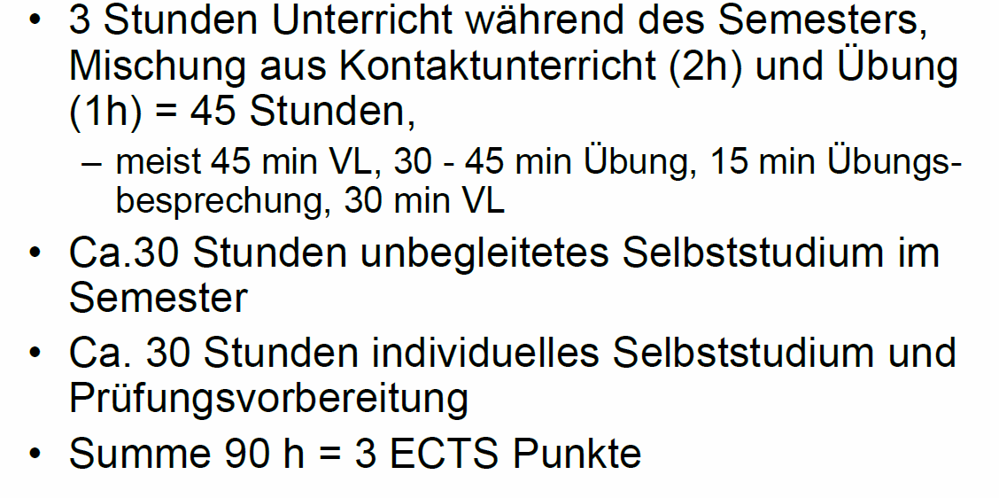 • 3 Stunden Unterricht während des Semesters,
Mischung aus Kontaktunterricht (2h) und Übung
(1h) = 45 Stunden,
– meist 45 min VL, 30 - 45 min Übung, 15 min Übungs-
besprechung, 30 min VL
• Ca.30 Stunden unbegleitetes Selbststudium im
Semester
• Ca. 30 Stunden individuelles Selbststudium und
Prüfungsvorbereitung
• Summe 90 h = 3 ECTS Punkte